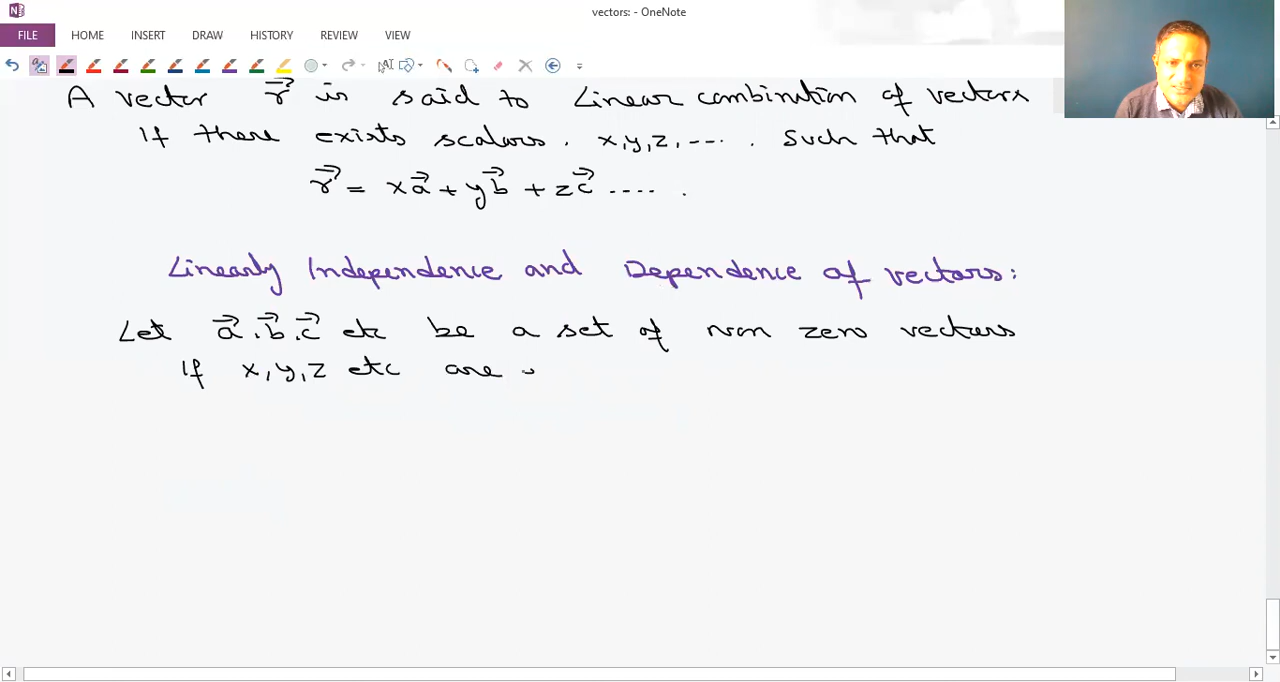 vectors: - OneNote
FILE HOME INSERT DRAW HISTORY REVIEW VIEW
A vector r⃗ is said to Linear combination of vectors
If there exists scalars. x,y,z,.... . such that
r⃗ = xa⃗ + yb⃗ + zc⃗ .... .
Linearly Independence and Dependence of vectors:
Let a⃗.b⃗.c⃗ etc be a set of non zero vectors
If x,y,z etc are